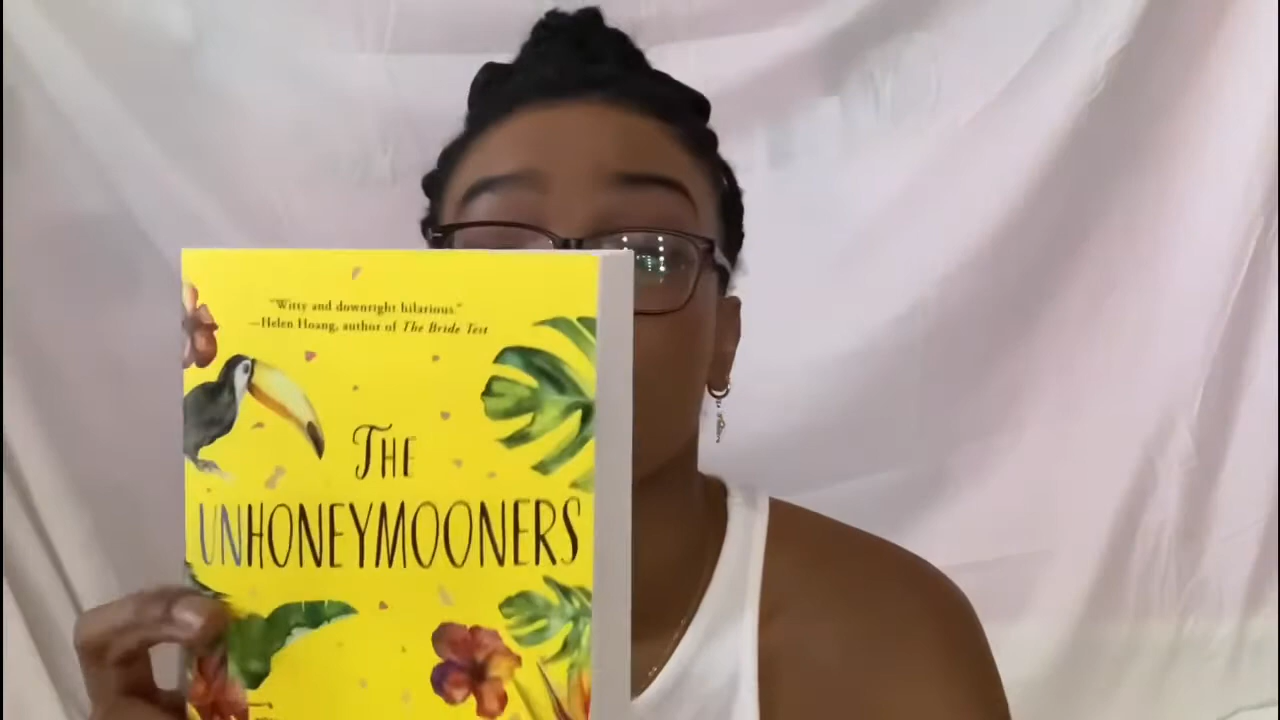 "Witty and downright hilarious."
—Helen Hoang, author of The Bride Test
THE
UNHONEYMOONERS